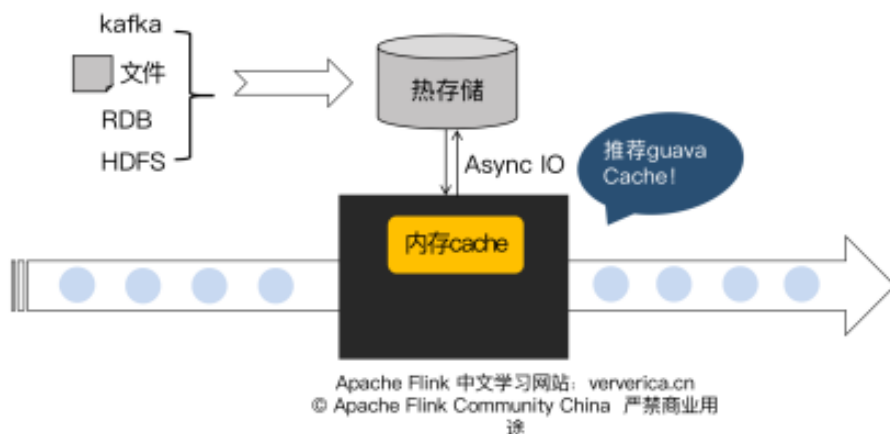 kafka
文件
RDB
HDFS
热存储
Async IO
推荐guava
Cache!
内存cache
Apache Flink 中文学习网站：ververica.cn
© Apache Flink Community China 严禁商业用
途